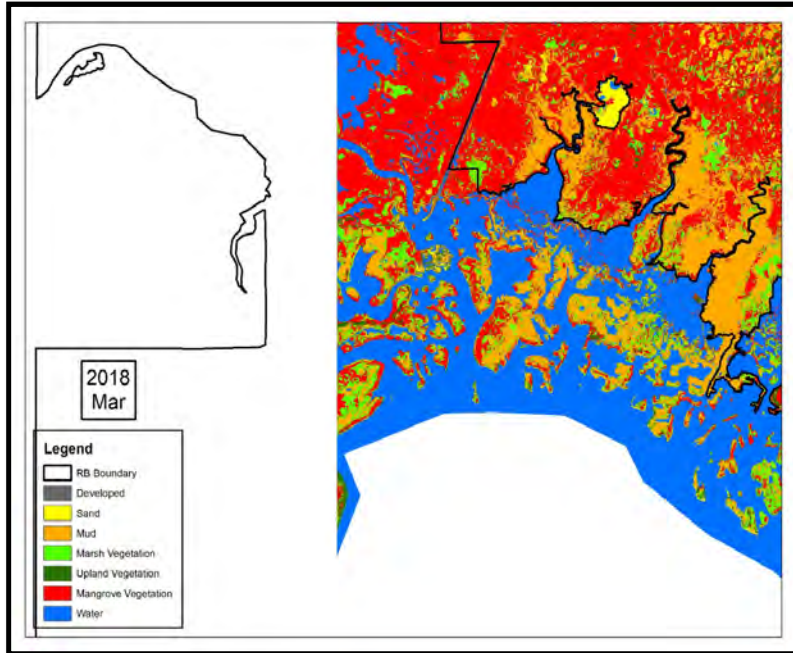 2018
Mar
Legend
RB Boundary
Developed
Sand
Mud
Marsh Vegetation
Upland Vegetation
Mangrove Vegetation
Water